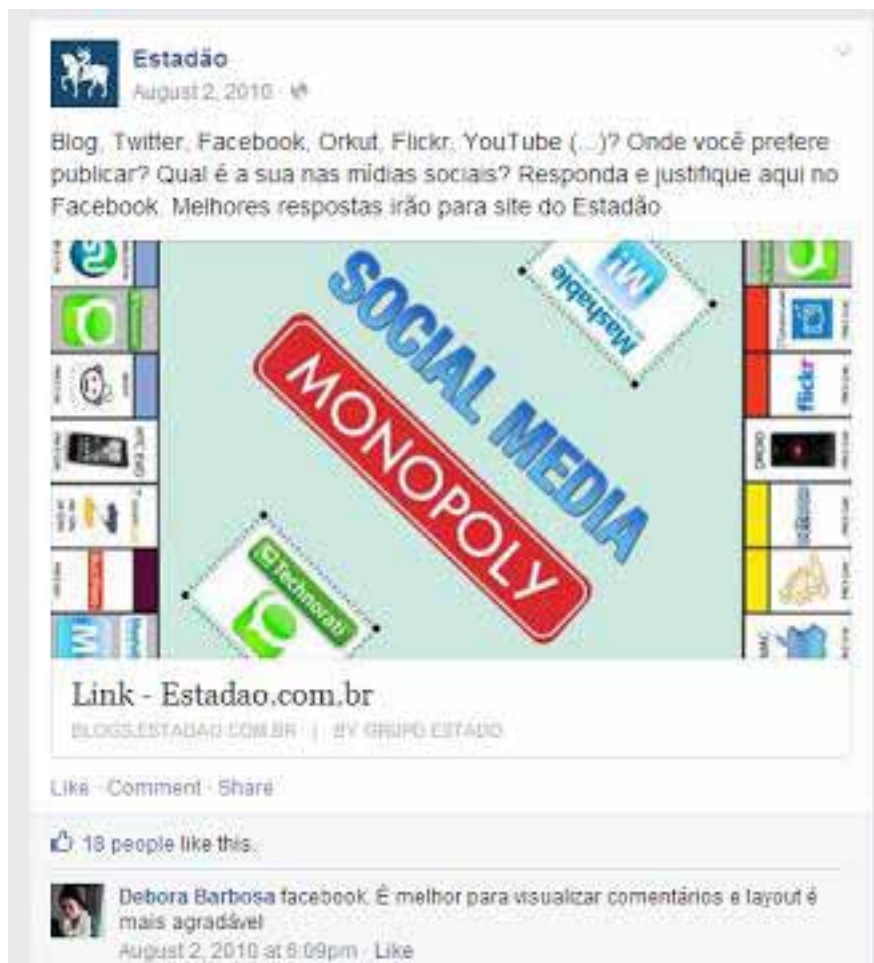 Estadão
August 2, 2010
Blog, Twitter, Facebook, Orkut, Flickr, YouTube (...)? Onde você prefere
publicar? Qual é a sua nas mídias sociais? Responda e justifique aqui no
Facebook. Melhores respostas irão para site do Estadão
SOCIAL MEDIA
MONOPOLY
Mashable
Technorati
flickr
DROID
MAC
Link - Estadao.com.br
BLOGS.ESTADAO.COM.BR | BY GRUPO ESTADO
Like · Comment · Share
18 people like this.
Debora Barbosa facebook. É melhor para visualizar comentários e layout é
mais agradável
August 2, 2010 at 6:09pm · Like